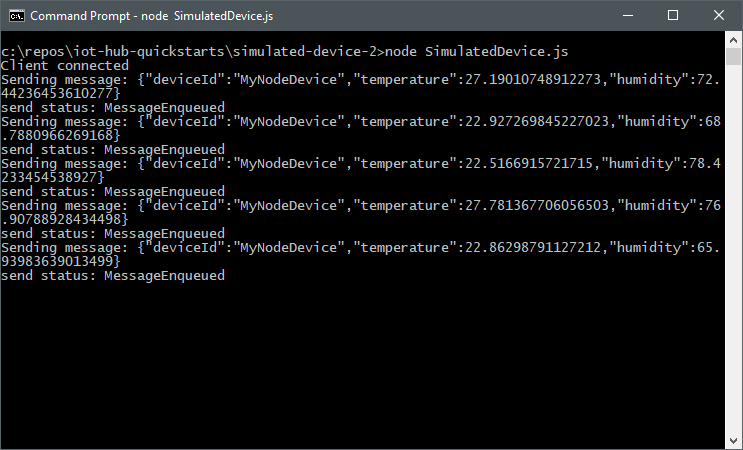 Command Prompt - node  SimulatedDevice.js
c:\repos\iot-hub-quickstarts\simulated-device-2>node SimulatedDevice.js
Client connected
Sending message: {"deviceId":"MyNodeDevice","temperature":27.19010748912273,"humidity":72.
44236453610277}
send status: MessageEnqueued
Sending message: {"deviceId":"MyNodeDevice","temperature":22.927269845227023,"humidity":68
.7880966269168}
send status: MessageEnqueued
Sending message: {"deviceId":"MyNodeDevice","temperature":22.5166915721715,"humidity":78.4
233454538927}
send status: MessageEnqueued
Sending message: {"deviceId":"MyNodeDevice","temperature":27.781367706056503,"humidity":76
.90788928434498}
send status: MessageEnqueued
Sending message: {"deviceId":"MyNodeDevice","temperature":22.86298791127212,"humidity":65.
93983639013499}
send status: MessageEnqueued